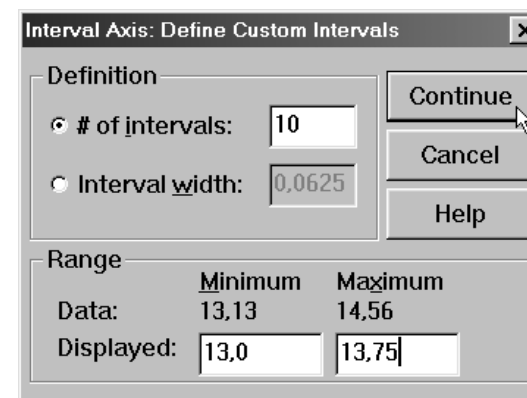 Interval Axis: Define Custom Intervals
Definition
# of intervals: 10
Interval width: 0,0625
Continue
Cancel
Help
Range
Minimum Maximum
Data: 13,13 14,56
Displayed: 13,0 13,75